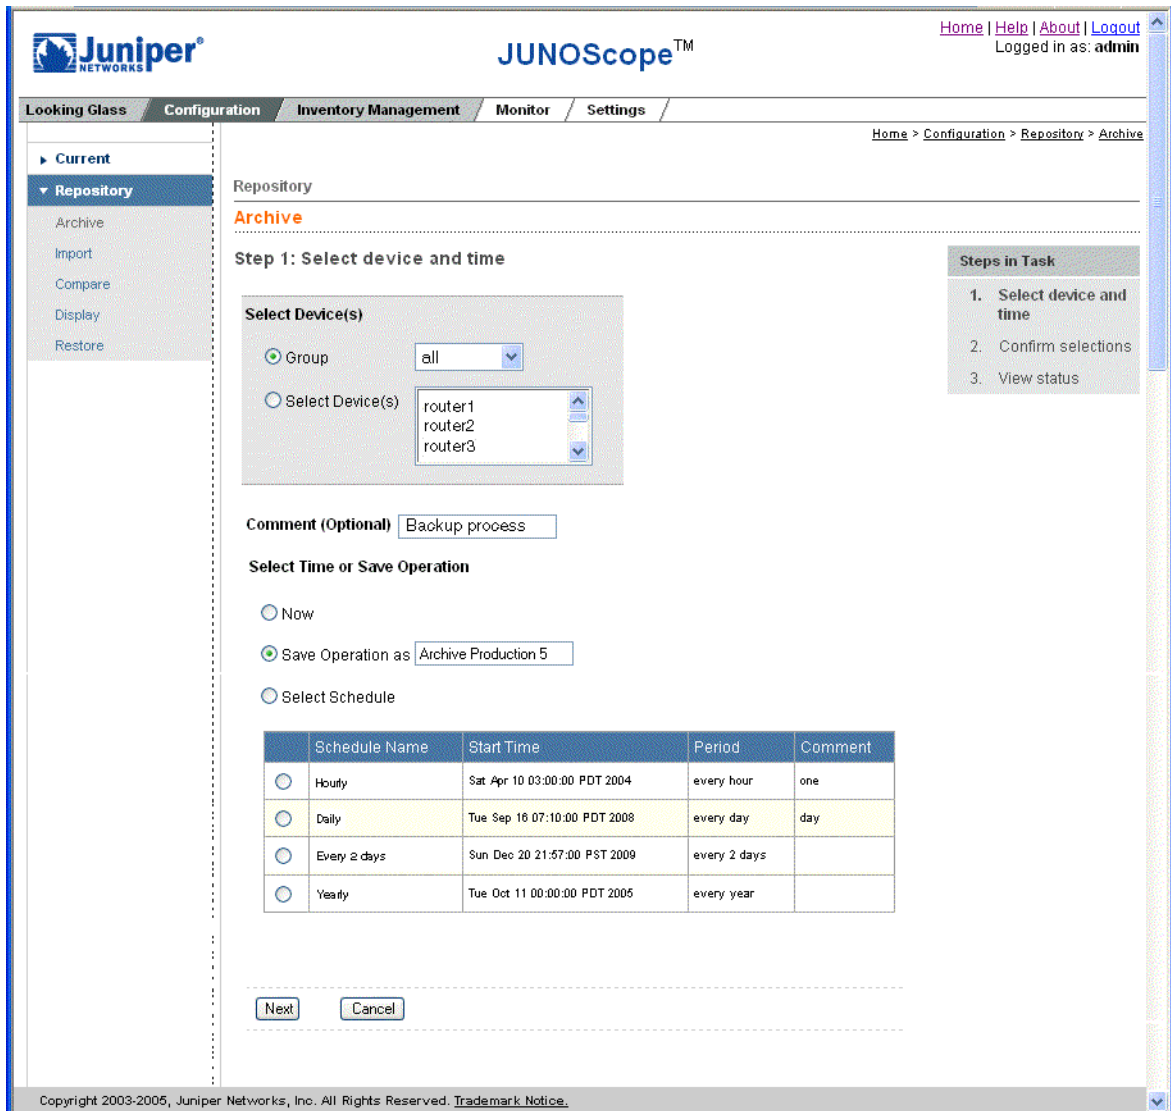 Juniper®
NETWORKS
JUNOScope™
Home | Help | About | Logout
Logged in as: admin
Looking Glass / Configuration / Inventory Management / Monitor / Settings /
Home > Configuration > Repository > Archive
Current
Repository
Archive
Import
Compare
Display
Restore
Repository
Archive
Step 1: Select device and time
Select Device(s)
Group all
Select Device(s)
router1
router2
router3
Comment (Optional) Backup process
Select Time or Save Operation
Now
Save Operation as Archive Production 5
Select Schedule
Schedule Name Start Time Period Comment
Hourly Sat Apr 10 03:00:00 PDT 2004 every hour one
Daily Tue Sep 16 07:10:00 PDT 2008 every day day
Every 2 days Sun Dec 20 21:57:00 PST 2009 every 2 days
Yearly Tue Oct 11 00:00:00 PDT 2005 every year
Next Cancel
Steps in Task
1. Select device and
time
2. Confirm selections
3. View status
Copyright 2003-2005, Juniper Networks, Inc. All Rights Reserved. Trademark Notice.